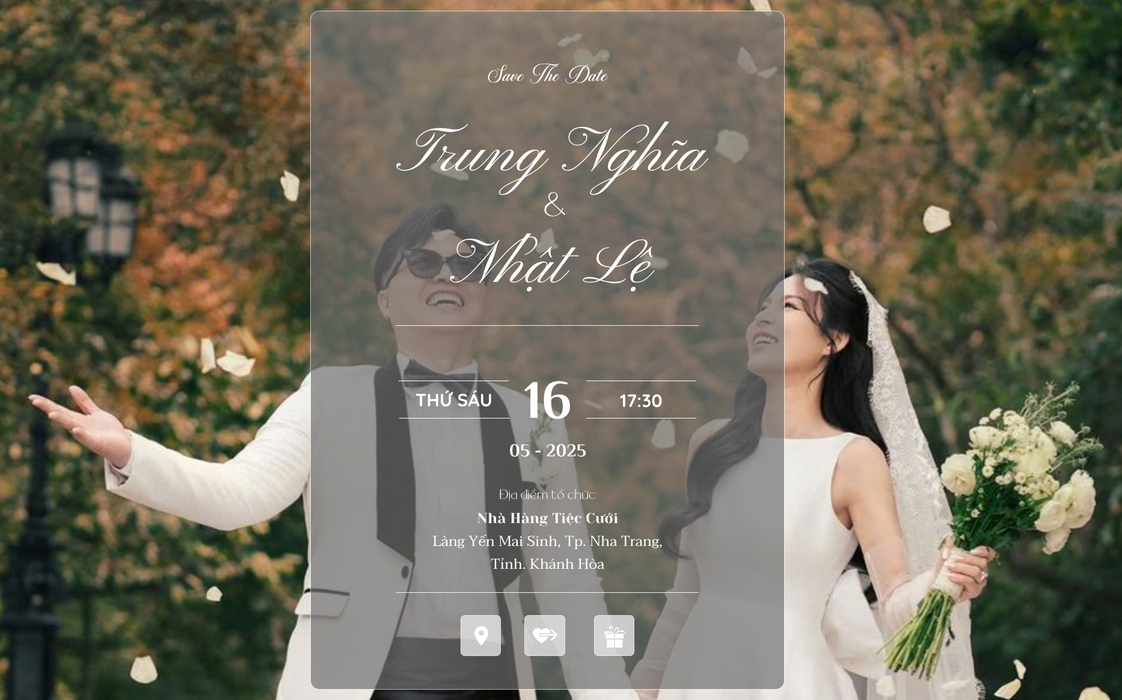 Save The Date
Trung Nghĩa
&
Nhật Lệ
THỨ SÁU 16 17:30
05 - 2025
Địa điểm tổ chức
Nhà Hàng Tiệc Cưới
Làng Yến Mai Sinh, Tp. Nha Trang,
Tỉnh. Khánh Hòa